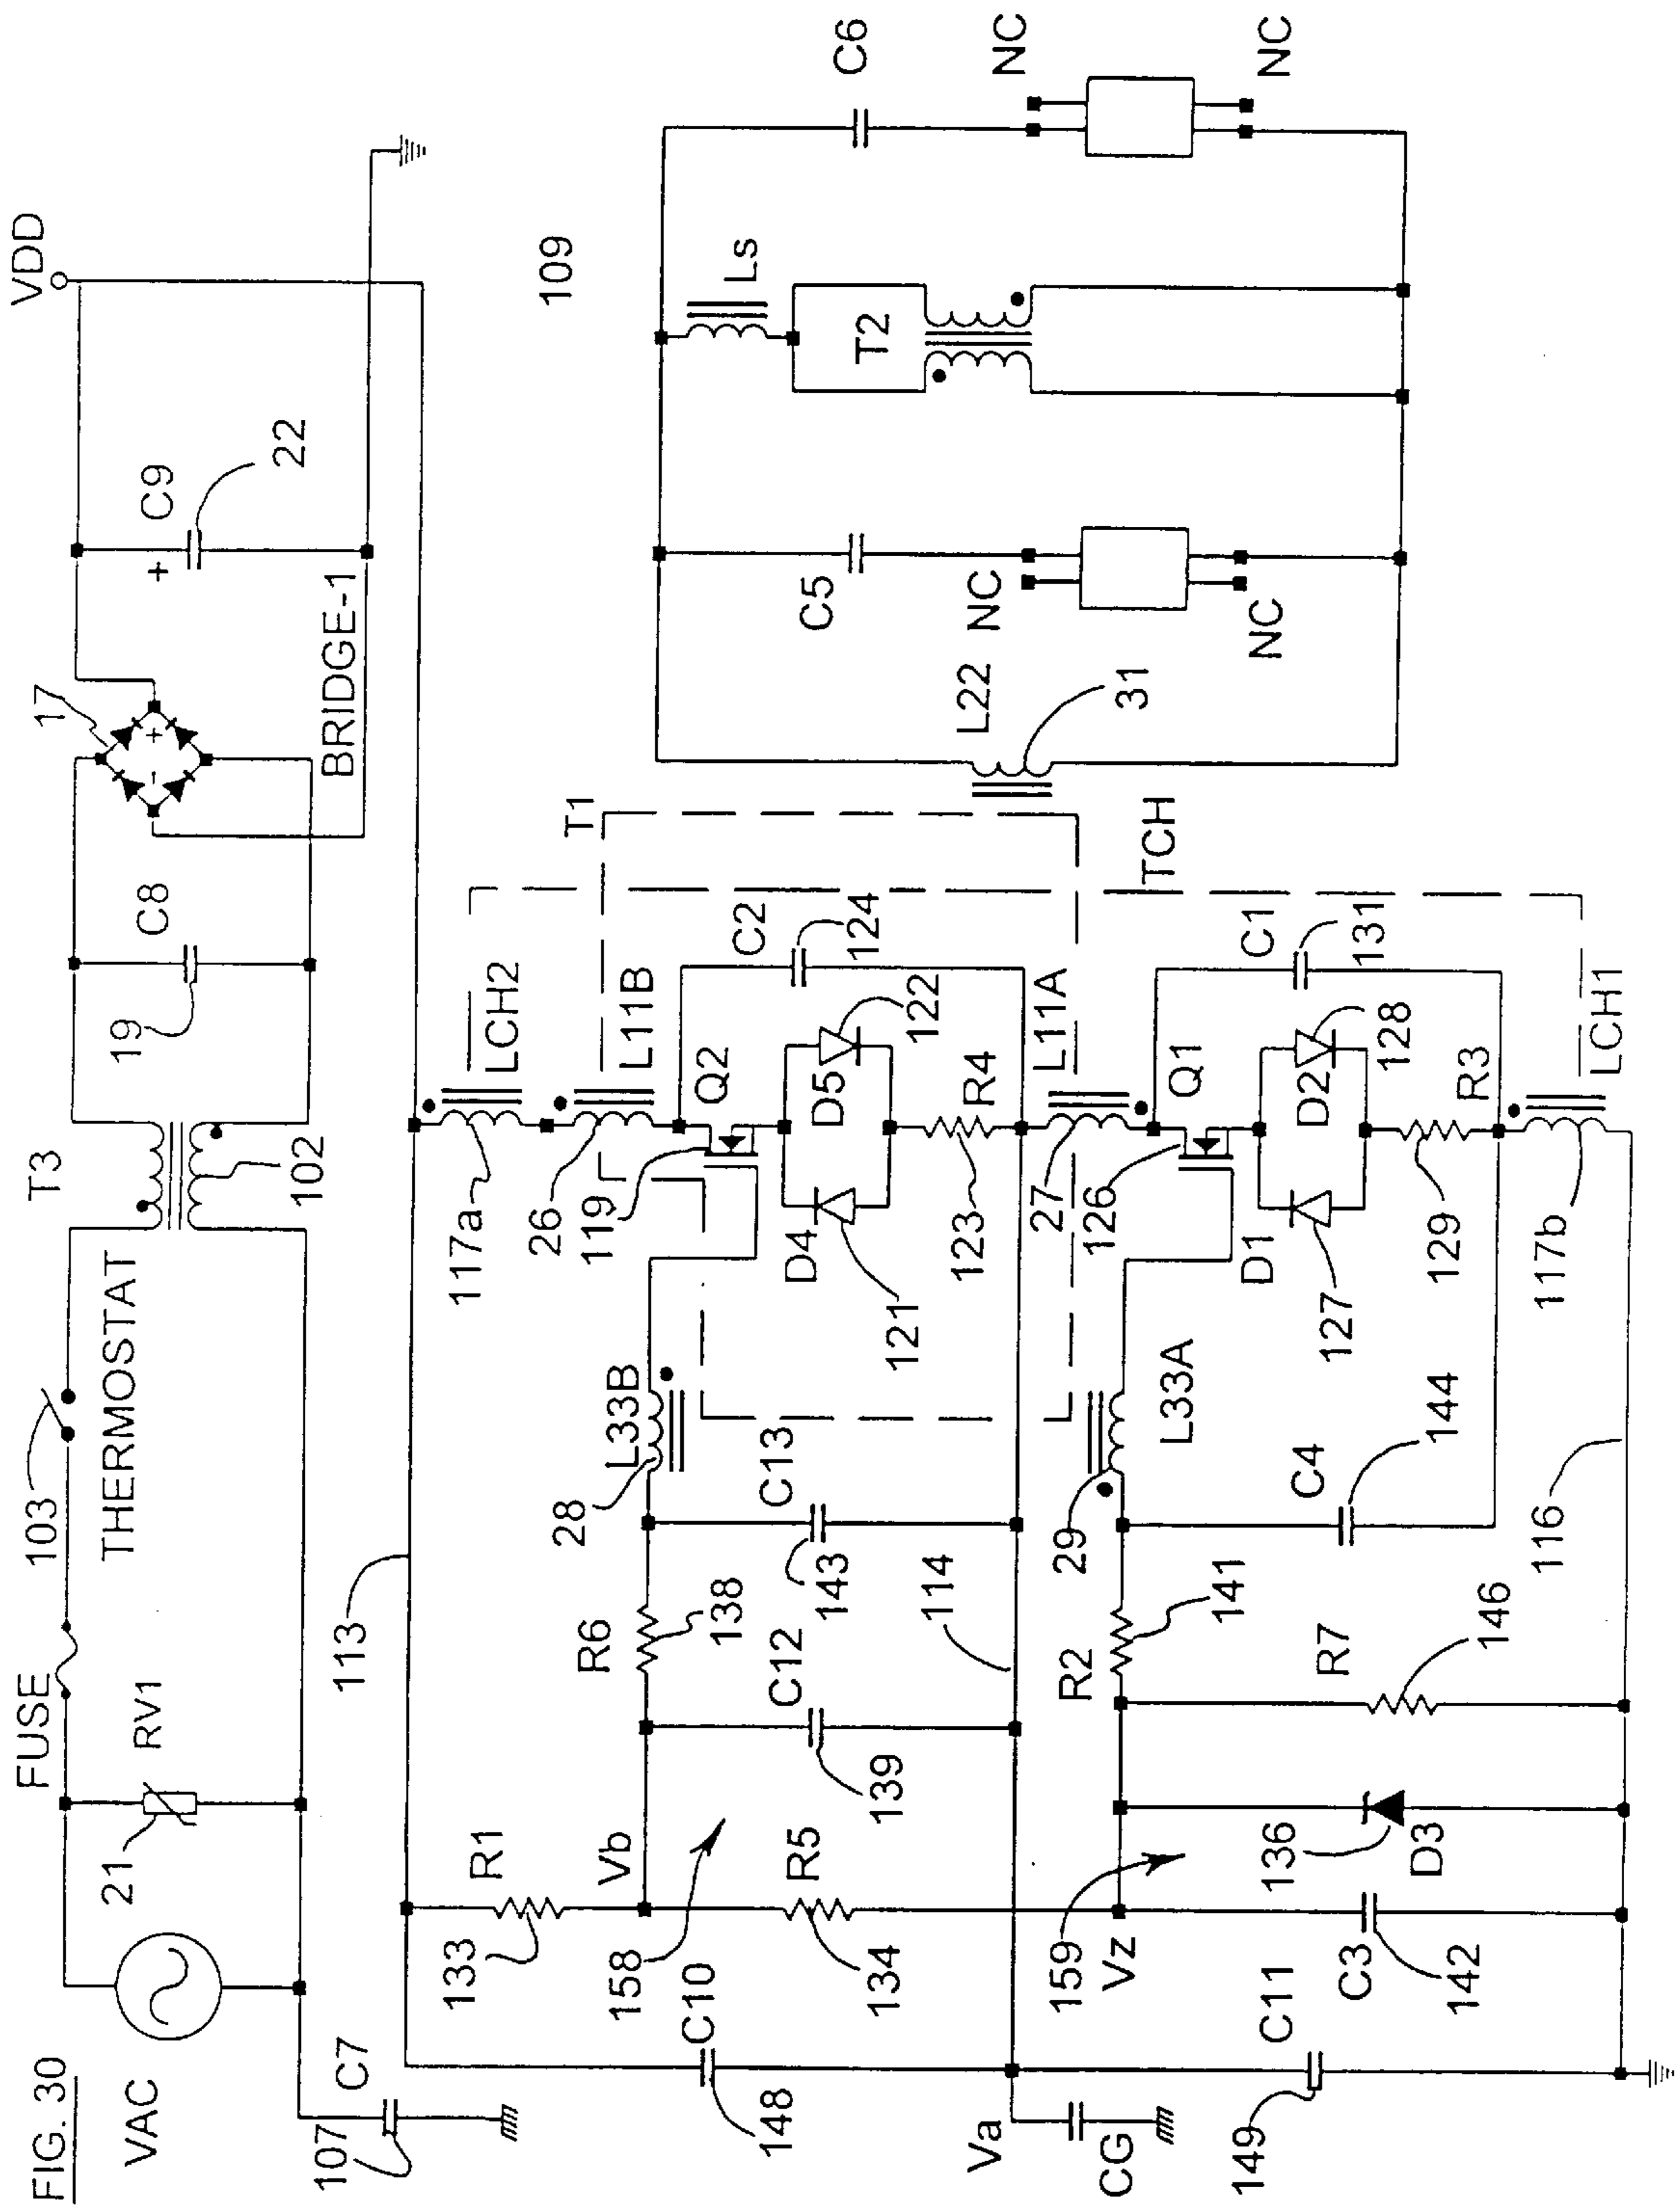 FIG. 30
VAC
FUSE
103
THERMOSTAT
T3
102
21
RV1
107
C7
19
C8
17
BRIDGE-1
C9
+
22
VDD
+
-
113
133
R1
Vb
158
R5
134
C10
148
Va
CG
149
C11
R6
138
C12
139
C13
143
28
L33B
114
117a
LCH2
26
L11B
119
Q2
C2
124
D4
D5
122
121
123
R4
T1
TCH
27
L11A
126
Q1
C1
131
D1
D2
128
127
129
R3
117b
LCH1
159
Vz
C3
142
136
D3
R2
141
R7
146
29
L33A
C4
144
116
109
L22
31
C5
NC
NC
T2
Ls
C6
NC
NC